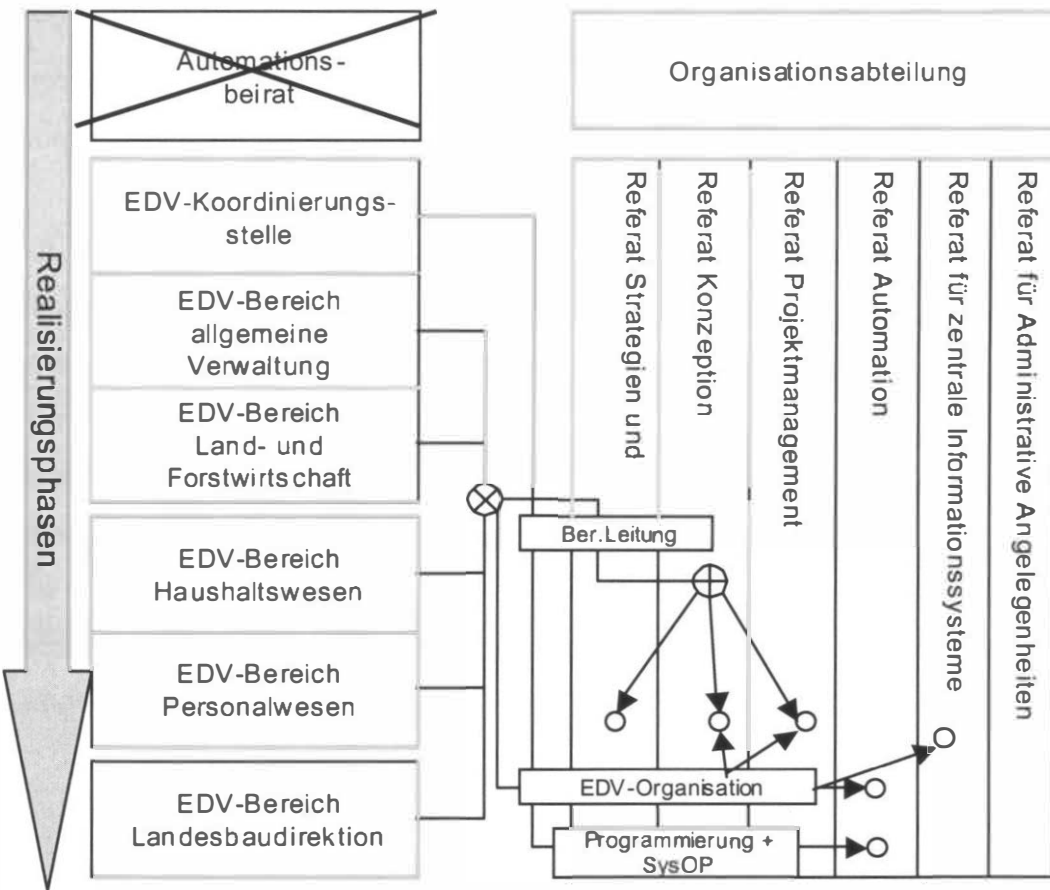 Realisierungsphasen
Automations-
beirat
EDV-Koordinierungs-
stelle
EDV-Bereich
allgemeine
Verwaltung
EDV-Bereich
Land- und
Forstwirtschaft
EDV-Bereich
Haushaltswesen
EDV-Bereich
Personalwesen
EDV-Bereich
Landesbaudirektion
Organisationsabteilung
Referat Strategien und
Referat Konzeption
Referat Projektmanagement
Referat Automation
Referat für zentrale Informationssysteme
Referat für Administrative Angelegenheiten
Ber.Leitung
EDV-Organisation
Programmierung +
SysOP